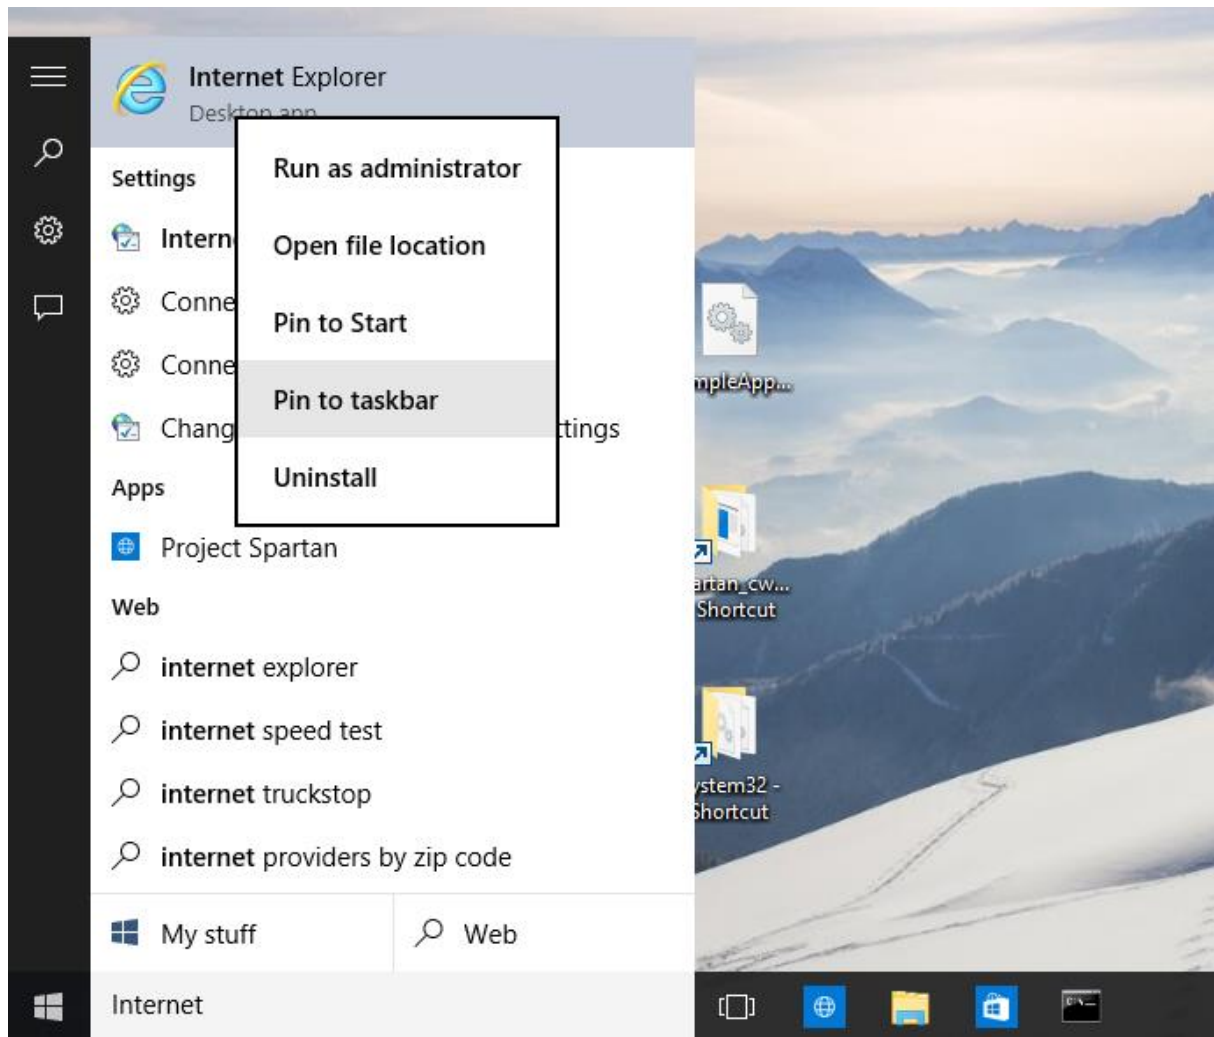 Internet Explorer
Desktop app
Run as administrator
Open file location
Pin to Start
Pin to taskbar
Uninstall
Settings
Intern
Conne
Conne
Chang
ttings
Apps
Project Spartan
Web
internet explorer
internet speed test
internet truckstop
internet providers by zip code
My stuff
Web
Internet
mpleApp...
artan_cw...
Shortcut
ystem32 -
Shortcut